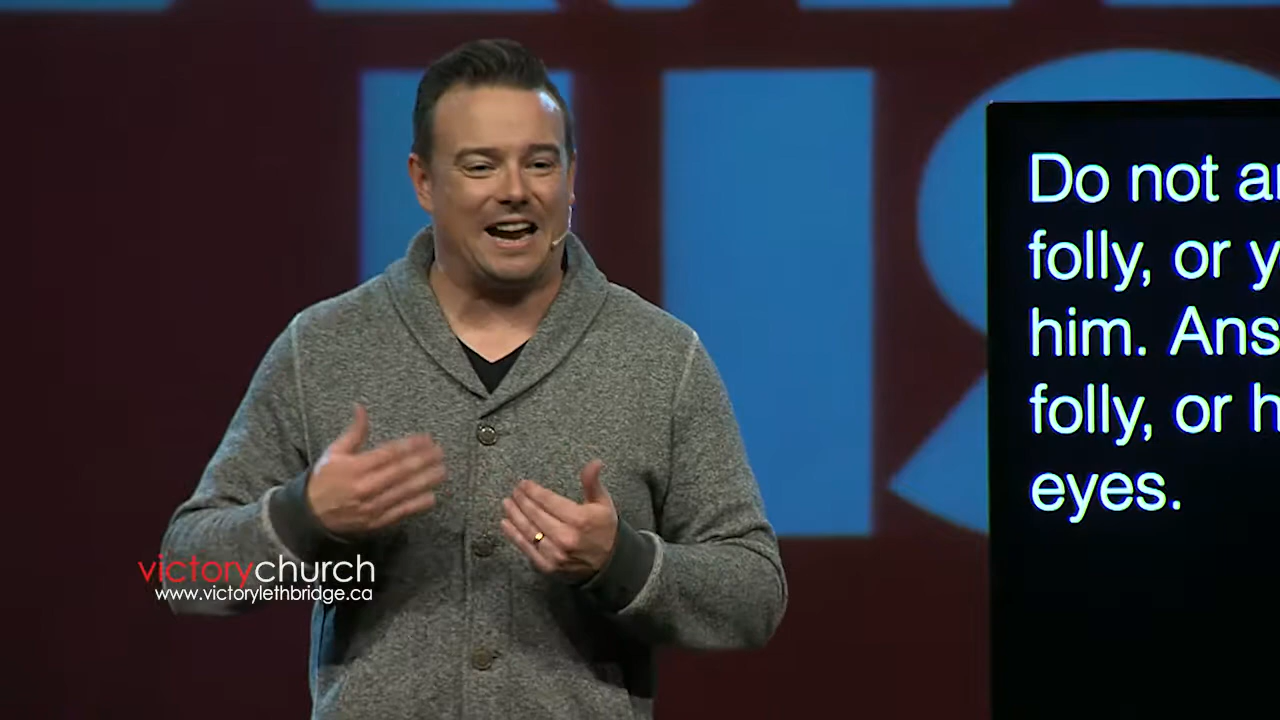 Do not
folly, or
him.
folly, or
eyes.
victorychurch
www.victorylethbridge.ca